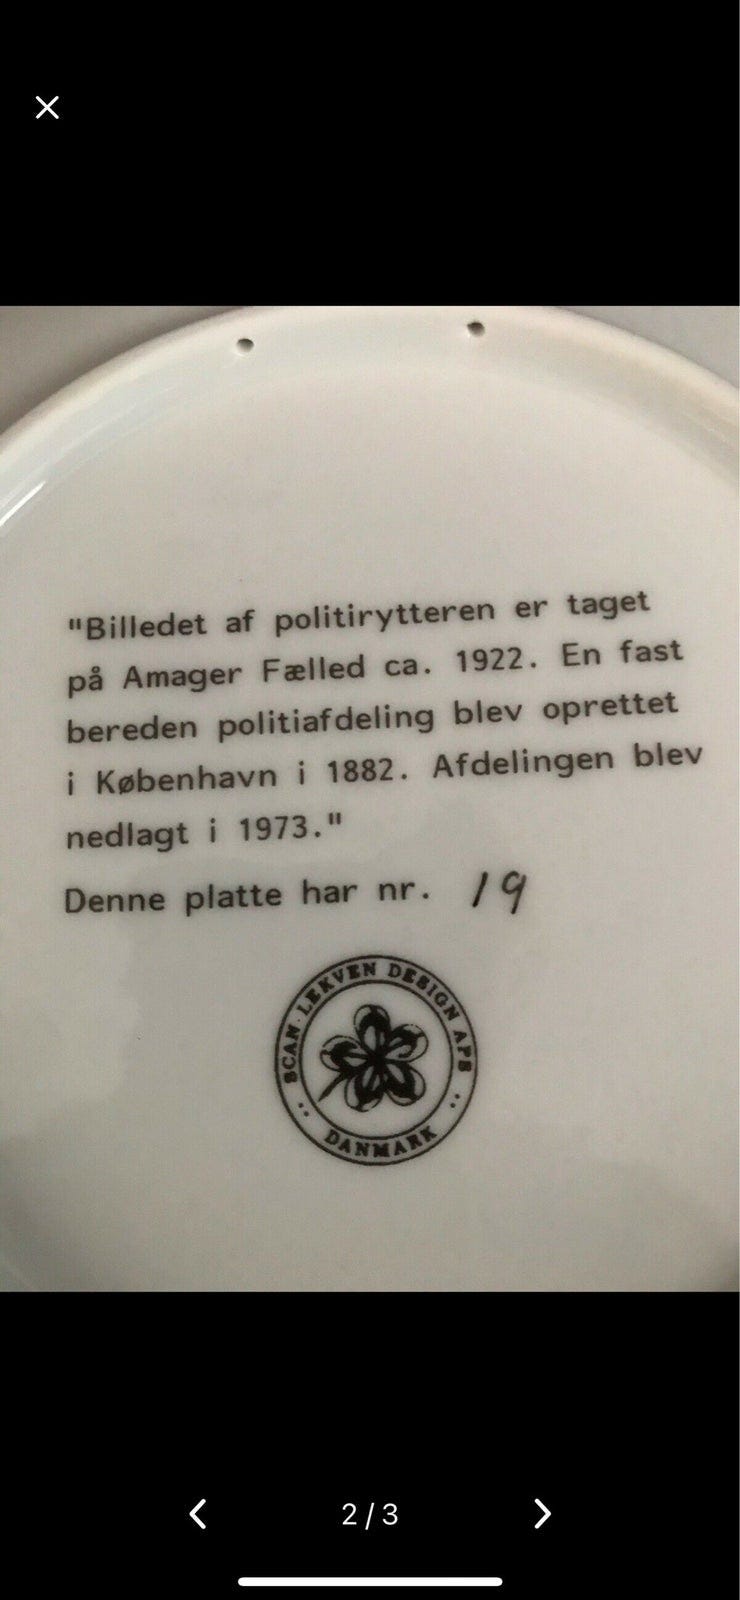 "Billedet af politirytteren er taget
på Amager Fælled ca. 1922. En fast
bereden politiafdeling blev oprettet
i København i 1882. Afdelingen blev
nedlagt i 1973."
Denne platte har nr. 19
SCAN·LEKVEN DESIGN APS
DANMARK
2/3